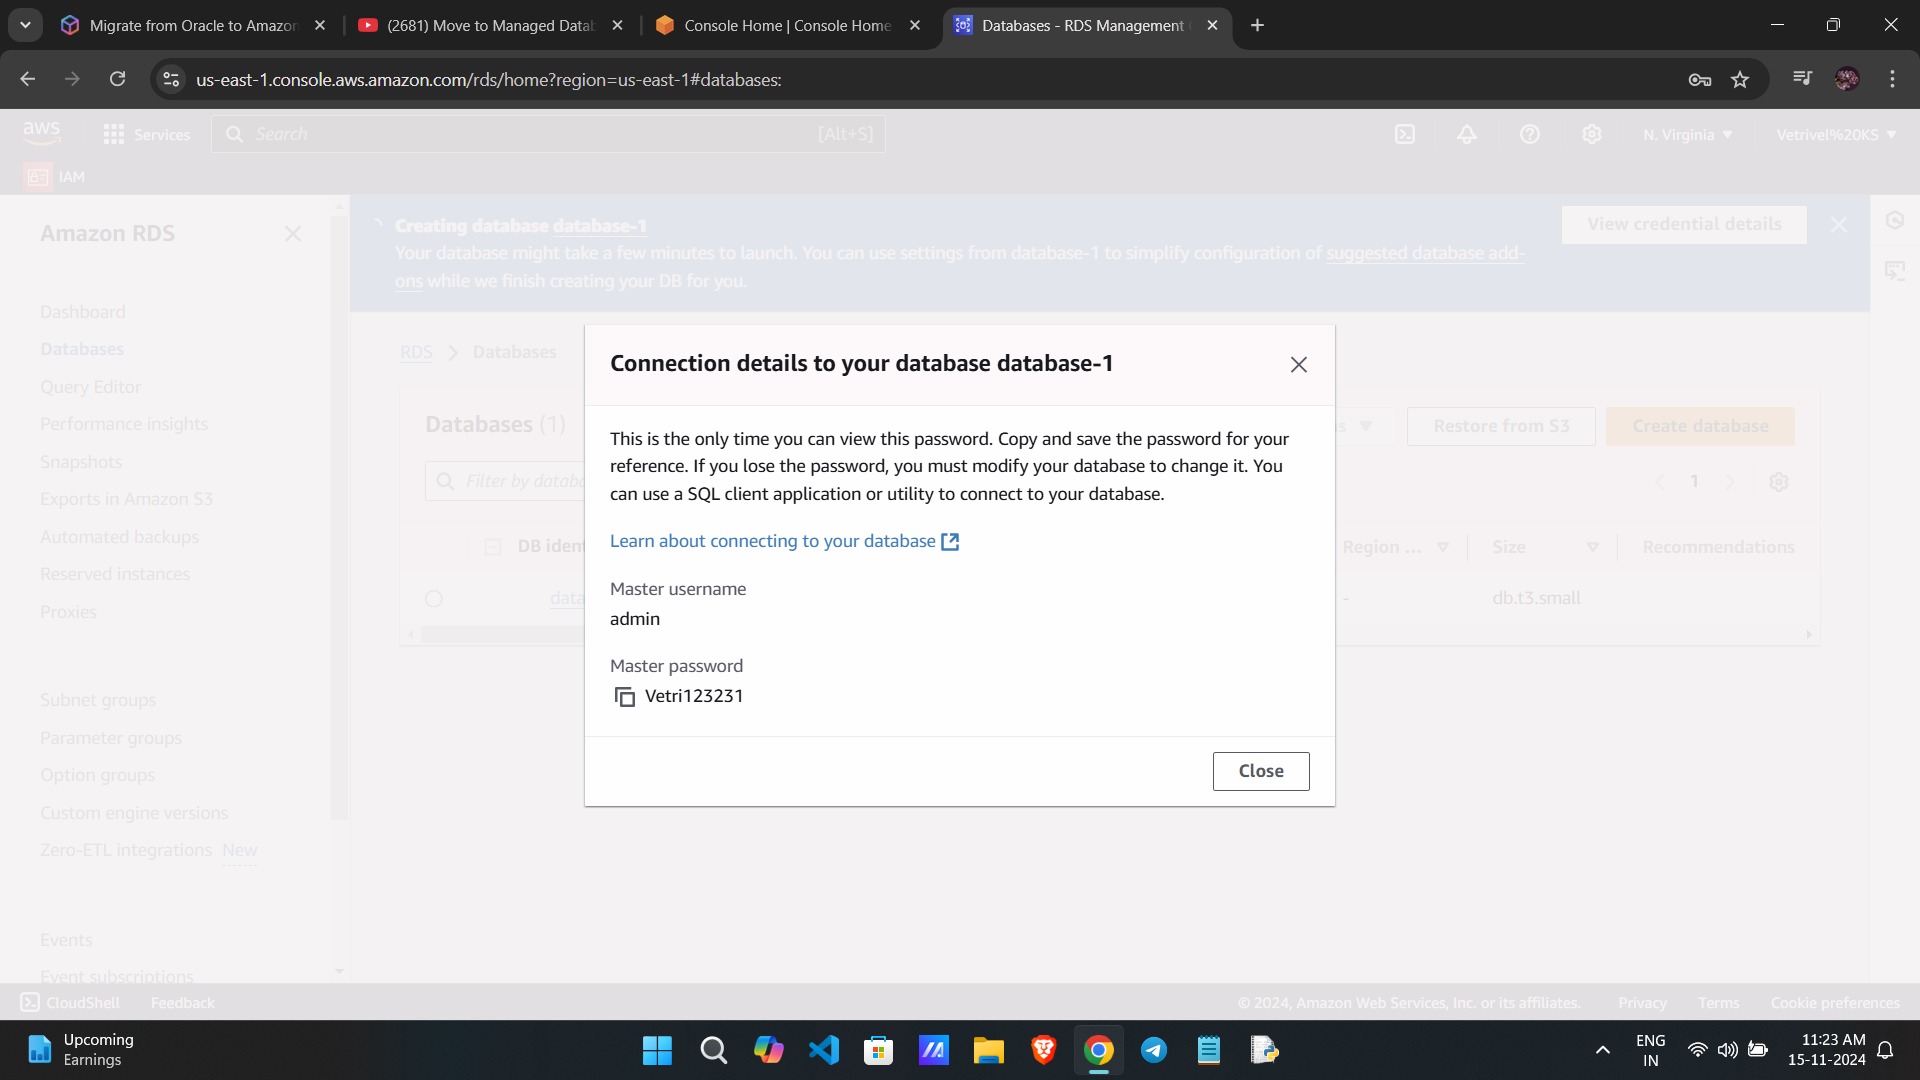 Migrate from Oracle to Amazon
(2681) Move to Managed Datab
Console Home | Console Home
Databases - RDS Management
us-east-1.console.aws.amazon.com/rds/home?region=us-east-1#databases:
aws
Services
Search
[Alt+S]
N. Virginia
Vetrivel%20KS
IAM
Amazon RDS
Dashboard
Databases
Query Editor
Performance insights
Snapshots
Exports in Amazon S3
Automated backups
Reserved instances
Proxies
Subnet groups
Parameter groups
Option groups
Custom engine versions
Zero-ETL integrations New
Events
Event subscriptions
Creating database database-1
Your database might take a few minutes to launch. You can use settings from database-1 to simplify configuration of suggested database add-
ons while we finish creating your DB for you.
View credential details
RDS
Databases
Databases (1)
s
Restore from S3
Create database
Filter by databa
1
DB ident
Region ...
Size
Recommendations
data
-
db.t3.small
Connection details to your database database-1
This is the only time you can view this password. Copy and save the password for your
reference. If you lose the password, you must modify your database to change it. You
can use a SQL client application or utility to connect to your database.
Learn about connecting to your database
Master username
admin
Master password
Vetri123231
Close
CloudShell
Feedback
© 2024, Amazon Web Services, Inc. or its affiliates.
Privacy
Terms
Cookie preferences
Upcoming
Earnings
ENG
IN
11:23 AM
15-11-2024